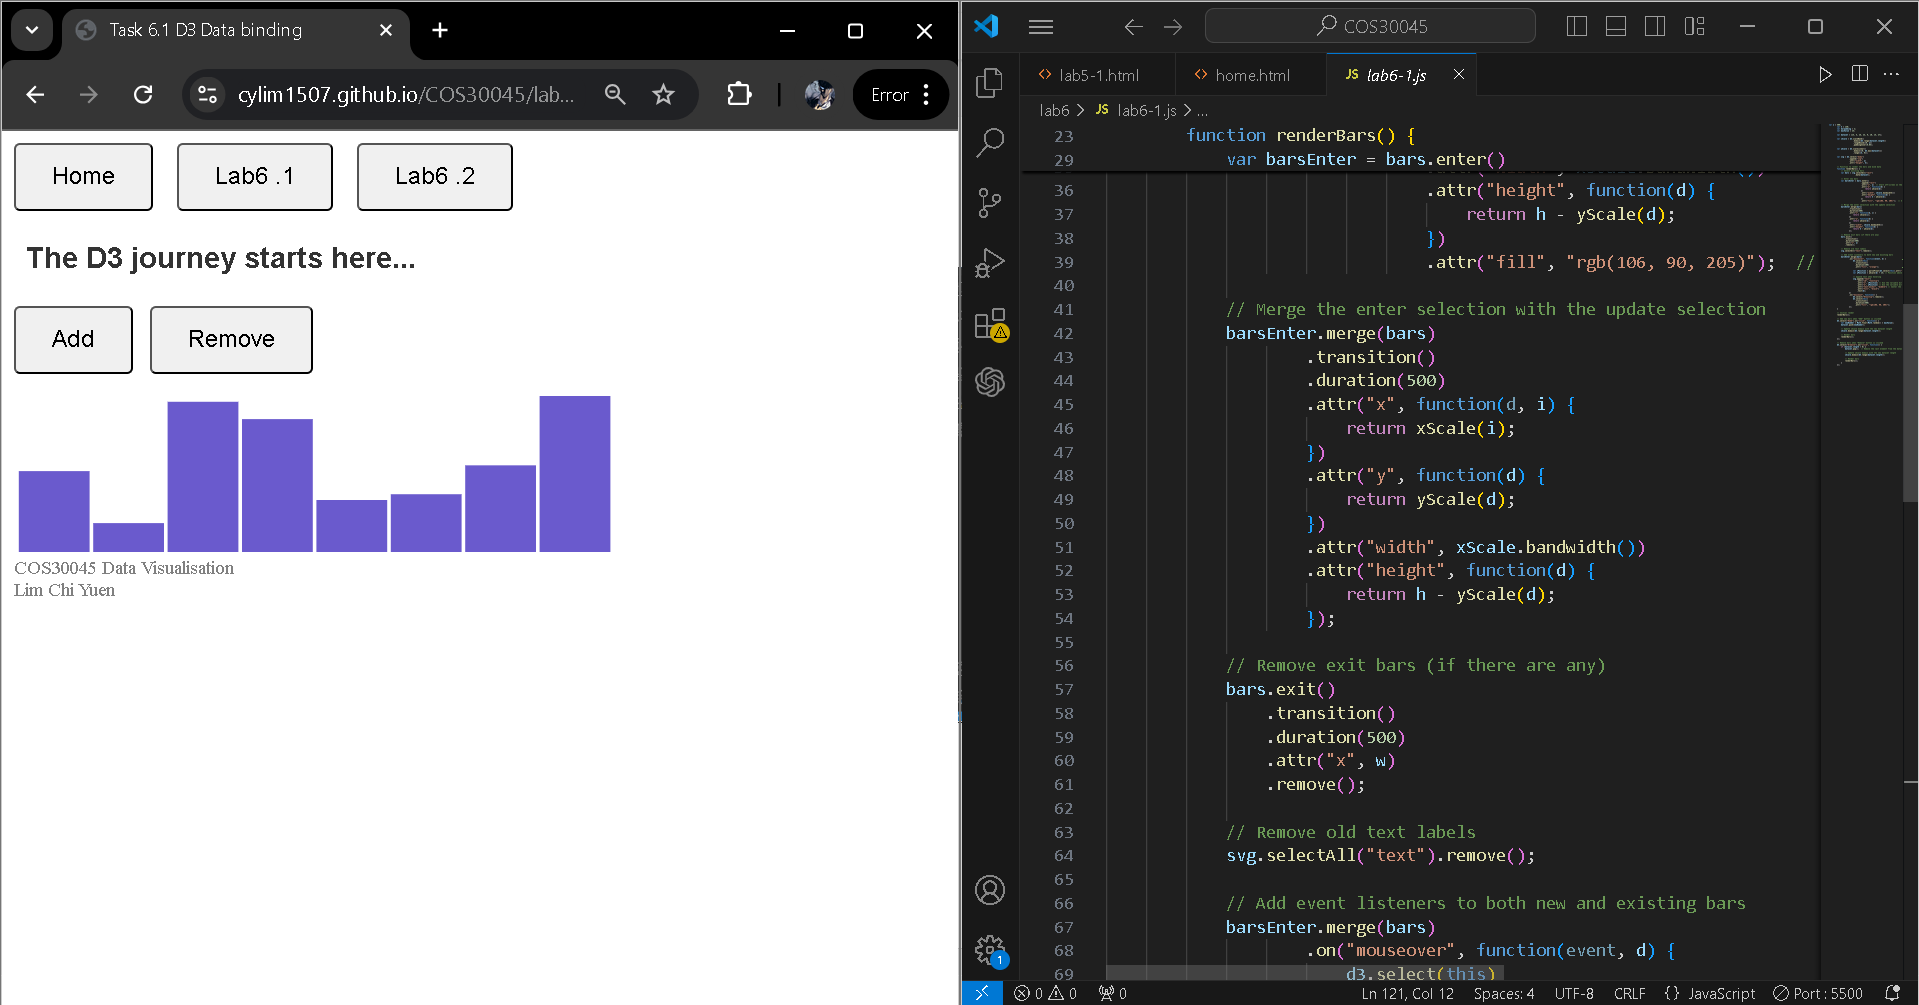 Task 6.1 D3 Data binding
cylim1507.github.io/COS30045/lab...
Error
Home
Lab6 .1
Lab6 .2
The D3 journey starts here...
Add
Remove
COS30045 Data Visualisation
Lim Chi Yuen
COS30045
lab5-1.html
home.html
JS lab6-1.js
lab6 > JS lab6-1.js > ...
23 function renderBars() {
29 var barsEnter = bars.enter()
36 .attr("height", function(d) {
37 return h - yScale(d);
38 })
39 .attr("fill", "rgb(106, 90, 205)"); //
40
41 // Merge the enter selection with the update selection
42 barsEnter.merge(bars)
43 .transition()
44 .duration(500)
45 .attr("x", function(d, i) {
46 return xScale(i);
47 })
48 .attr("y", function(d) {
49 return yScale(d);
50 })
51 .attr("width", xScale.bandwidth())
52 .attr("height", function(d) {
53 return h - yScale(d);
54 });
55
56 // Remove exit bars (if there are any)
57 bars.exit()
58 .transition()
59 .duration(500)
60 .attr("x", w)
61 .remove();
62
63 // Remove old text labels
64 svg.selectAll("text").remove();
65
66 // Add event listeners to both new and existing bars
67 barsEnter.merge(bars)
68 .on("mouseover", function(event, d) {
69 d3.select(this)
1
0 0 0
Ln 121, Col 12 Spaces: 4 UTF-8 CRLF {} JavaScript Port : 5500